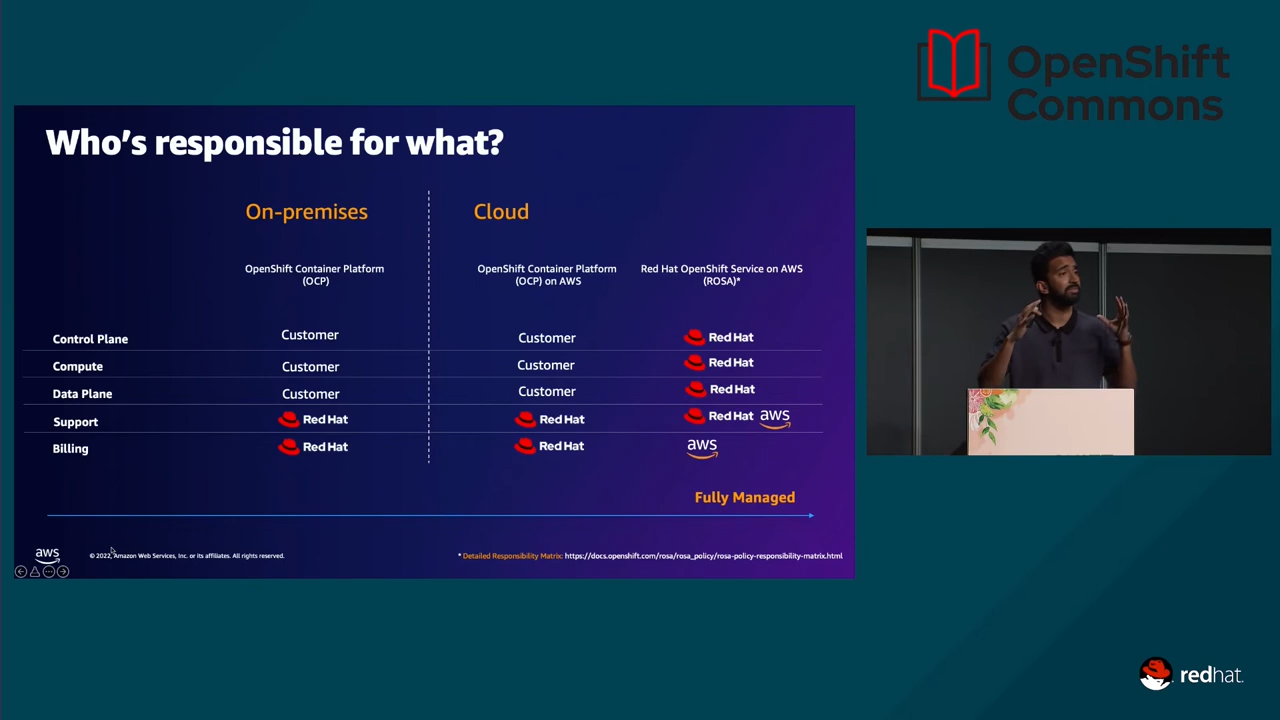 OpenShift
Commons
Who's responsible for what?
On-premises
Cloud
OpenShift Container Platform
(OCP)
OpenShift Container Platform
(OCP) on AWS
Red Hat OpenShift Service on AWS
(ROSA)*
Control Plane Customer Customer Red Hat
Compute Customer Customer Red Hat
Data Plane Customer Customer Red Hat
Support Red Hat Red Hat Red Hat aws
Billing Red Hat Red Hat aws
Fully Managed
aws
© 2022, Amazon Web Services, Inc. or its affiliates. All rights reserved.
* Detailed Responsibility Matrix: https://docs.openshift.com/rosa/rosa_policy/rosa-policy-responsibility-matrix.html
redhat.